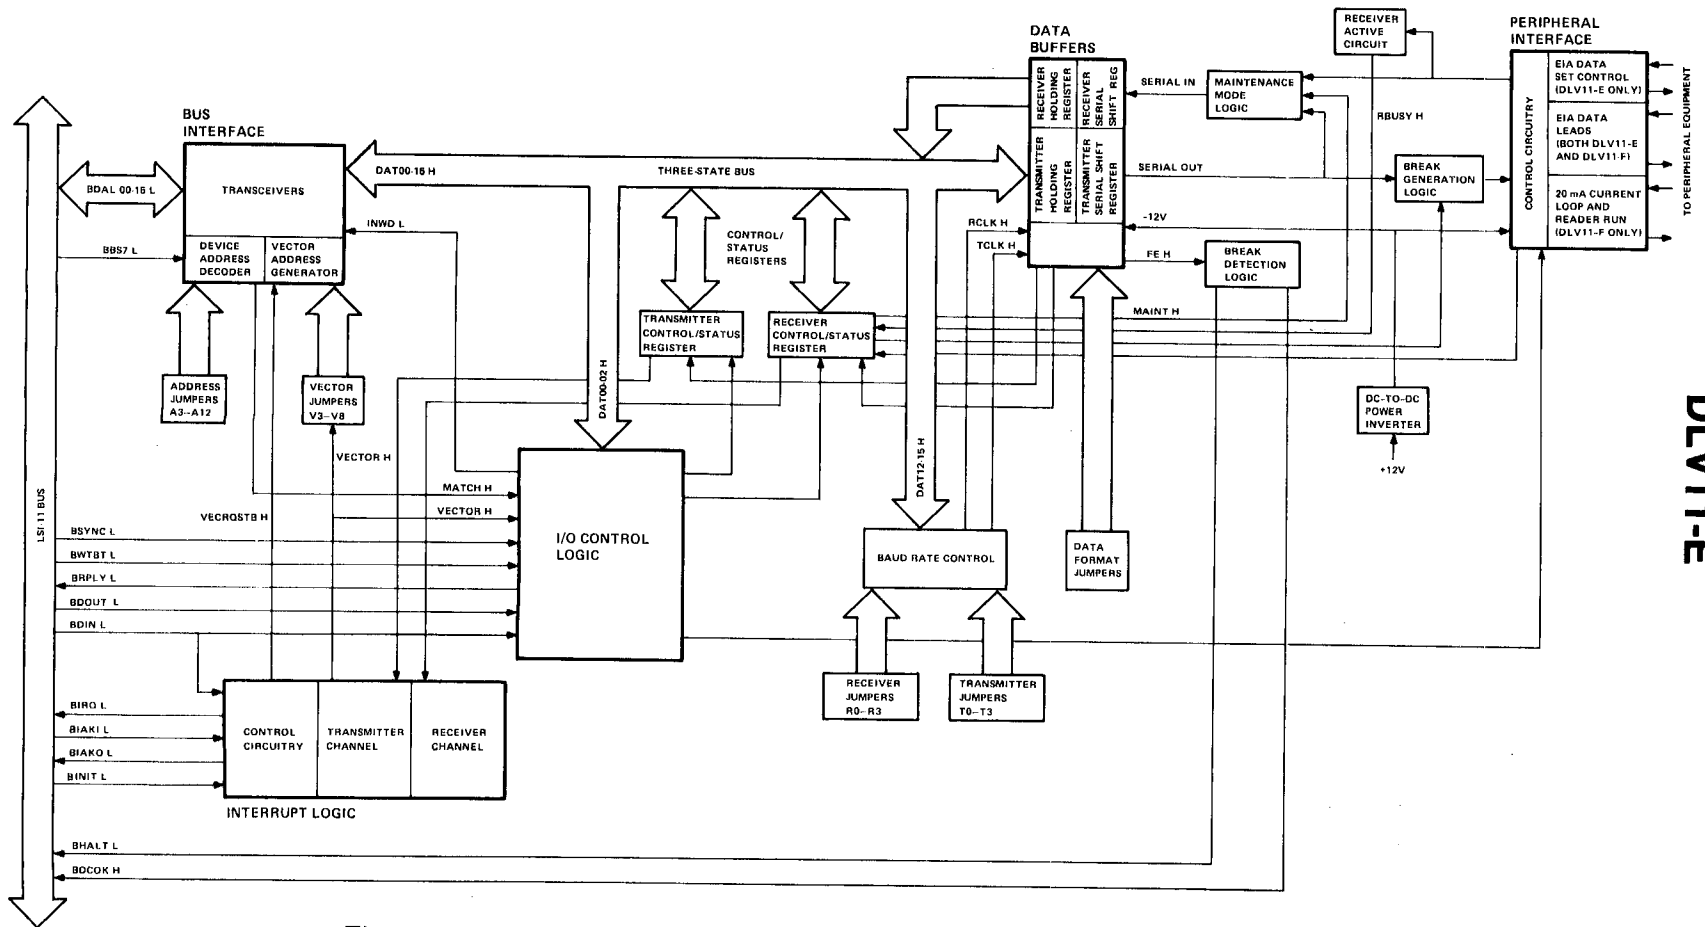 DATA
BUFFERS
RECEIVER
ACTIVE
CIRCUIT
PERIPHERAL
INTERFACE
BUS
INTERFACE
TRANSCEIVERS
DEVICE
ADDRESS
DECODER
VECTOR
ADDRESS
GENERATOR
BDAL 00-15 L
BBS7 L
DAT00-15 H
THREE-STATE BUS
INWD L
CONTROL/
STATUS
REGISTERS
RECEIVER
HOLDING
REGISTER
RECEIVER
SERIAL
SHIFT REG
TRANSMITTER
HOLDING
REGISTER
TRANSMITTER
SERIAL SHIFT
REGISTER
SERIAL IN
MAINTENANCE
MODE
LOGIC
RBUSY H
SERIAL OUT
BREAK
GENERATION
LOGIC
-12V
RCLK H
TCLK H
FE H
BREAK
DETECTION
LOGIC
MAINT H
CONTROL CIRCUITRY
EIA DATA
SET CONTROL
(DLV11-E ONLY)
EIA DATA
LEADS
(BOTH DLV11-E
AND DLV11-F)
20 mA CURRENT
LOOP AND
READER RUN
(DLV11-F ONLY)
TO PERIPHERAL EQUIPMENT
TRANSMITTER
CONTROL/STATUS
REGISTER
RECEIVER
CONTROL/STATUS
REGISTER
ADDRESS
JUMPERS
A3-A12
VECTOR
JUMPERS
V3-V8
DAT00-02 H
DAT12-15 H
DC-TO-DC
POWER
INVERTER
+12V
DLV11-E
VECTOR H
MATCH H
VECTOR H
VECRQSTB H
LSI-11 BUS
BSYNC L
BWTBT L
BRPLY L
BDOUT L
BDIN L
I/O CONTROL
LOGIC
BAUD RATE CONTROL
DATA
FORMAT
JUMPERS
RECEIVER
JUMPERS
R0-R3
TRANSMITTER
JUMPERS
T0-T3
BIRQ L
BIAKI L
BIAKO L
BINIT L
CONTROL
CIRCUITRY
TRANSMITTER
CHANNEL
RECEIVER
CHANNEL
INTERRUPT LOGIC
BHALT L
BDCOK H